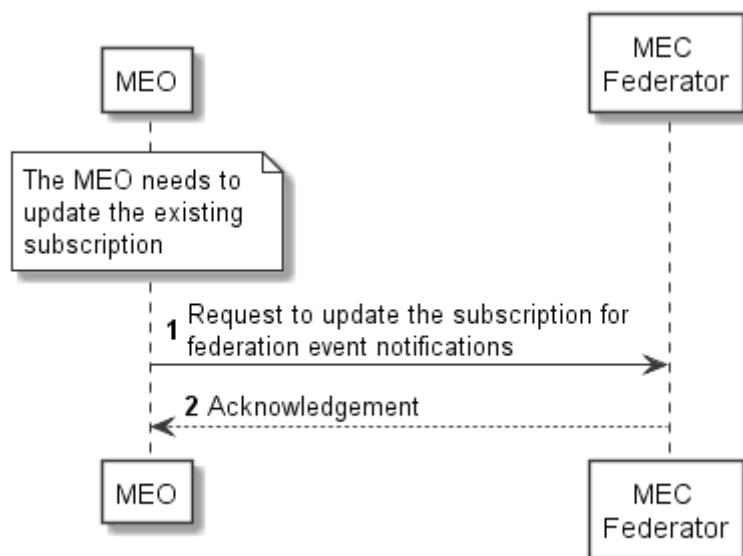 MEO
MEC
Federator
The MEO needs to
update the existing
subscription
1 Request to update the subscription for
federation event notifications
2 Acknowledgement
MEO
MEC
Federator